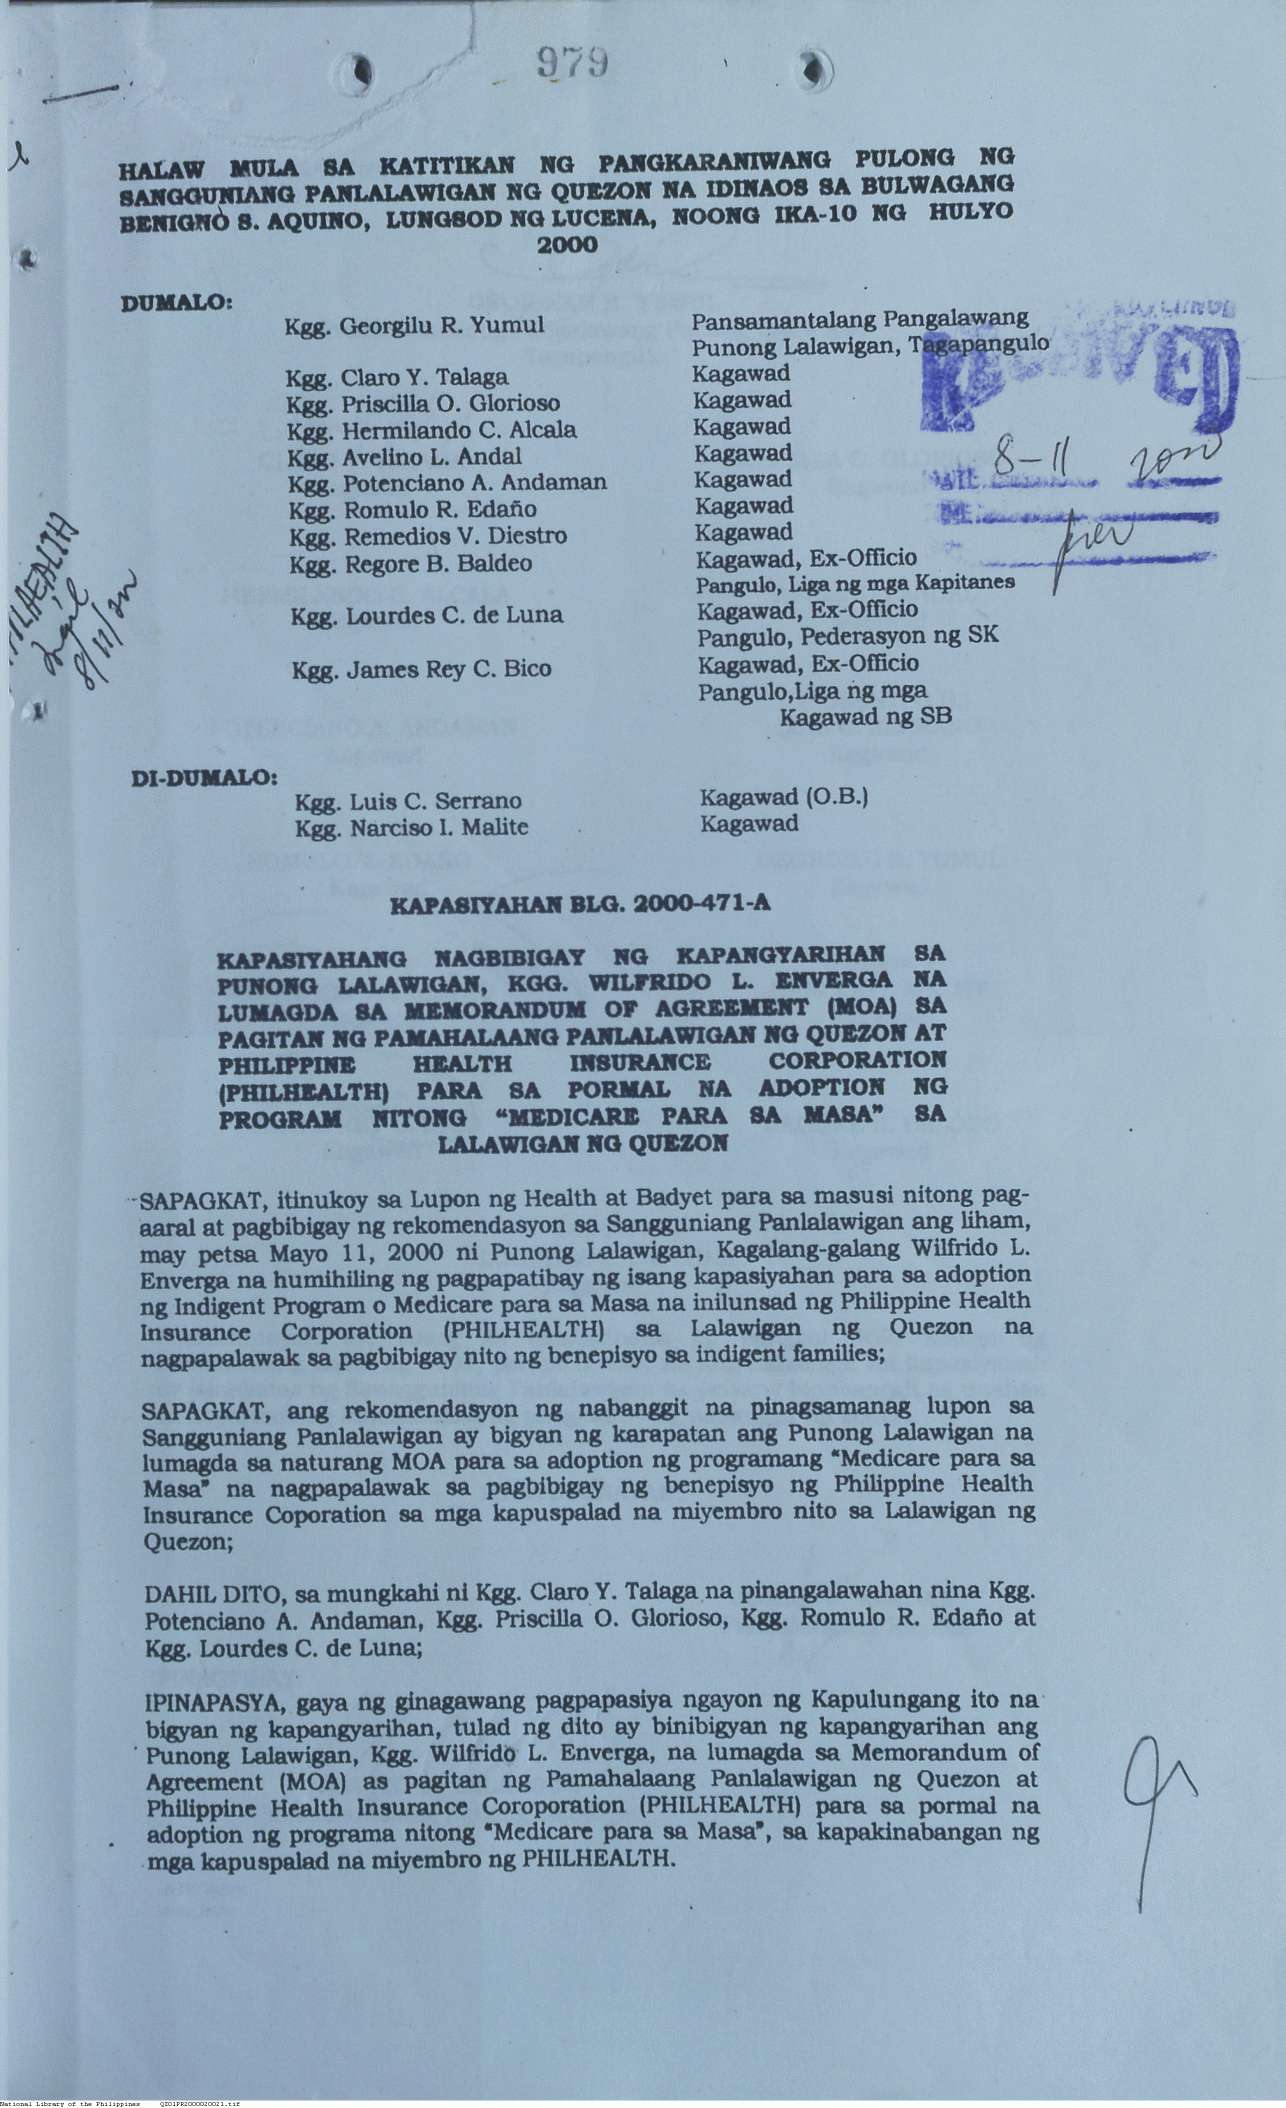 979
HALAW MULA SA KATITIKAN NG PANGKARANIWANG PULONG NG
SANGGUNIANG PANLALAWIGAN NG QUEZON NA IDINAOS SA BULWAGANG
BENIGNO S. AQUINO, LUNGSOD NG LUCENA, NOONG IKA-10 NG HULYO
2000
DUMALO:
Kgg. Georgilu R. Yumul Pansamantalang Pangalawang
Punong Lalawigan, Tagapangulo
Kgg. Claro Y. Talaga Kagawad
Kgg. Priscilla O. Glorioso Kagawad
Kgg. Hermilando C. Alcala Kagawad
Kgg. Avelino L. Andal Kagawad
Kgg. Potenciano A. Andaman Kagawad
Kgg. Romulo R. Edaño Kagawad
Kgg. Remedios V. Diestro Kagawad
Kgg. Regore B. Baldeo Kagawad, Ex-Officio
Pangulo, Liga ng mga Kapitanes
Kgg. Lourdes C. de Luna Kagawad, Ex-Officio
Pangulo, Pederasyon ng SK
Kgg. James Rey C. Bico Kagawad, Ex-Officio
Pangulo,Liga ng mga
Kagawad ng SB
RECEIVED
8-11 2000
PHILHEALTH
8/11/00
DI-DUMALO:
Kgg. Luis C. Serrano Kagawad (O.B.)
Kgg. Narciso I. Malite Kagawad
KAPASIYAHAN BLG. 2000-471-A
KAPASIYAHANG NAGBIBIGAY NG KAPANGYARIHAN SA
PUNONG LALAWIGAN, KGG. WILFRIDO L. ENVERGA NA
LUMAGDA SA MEMORANDUM OF AGREEMENT (MOA) SA
PAGITAN NG PAMAHALAANG PANLALAWIGAN NG QUEZON AT
PHILIPPINE HEALTH INSURANCE CORPORATION
(PHILHEALTH) PARA SA PORMAL NA ADOPTION NG
PROGRAM NITONG “MEDICARE PARA SA MASA” SA
LALAWIGAN NG QUEZON
SAPAGKAT, itinukoy sa Lupon ng Health at Badyet para sa masusi nitong pag-
aaral at pagbibigay ng rekomendasyon sa Sangguniang Panlalawigan ang liham,
may petsa Mayo 11, 2000 ni Punong Lalawigan, Kagalang-galang Wilfrido L.
Enverga na humihiling ng pagpapatibay ng isang kapasiyahan para sa adoption
ng Indigent Program o Medicare para sa Masa na inilunsad ng Philippine Health
Insurance Corporation (PHILHEALTH) sa Lalawigan ng Quezon na
nagpapalawak sa pagbibigay nito ng benepisyo sa indigent families;
SAPAGKAT, ang rekomendasyon ng nabanggit na pinagsamanag lupon sa
Sangguniang Panlalawigan ay bigyan ng karapatan ang Punong Lalawigan na
lumagda sa naturang MOA para sa adoption ng programang “Medicare para sa
Masa” na nagpapalawak sa pagbibigay ng benepisyo ng Philippine Health
Insurance Coporation sa mga kapuspalad na miyembro nito sa Lalawigan ng
Quezon;
DAHIL DITO, sa mungkahi ni Kgg. Claro Y. Talaga na pinangalawahan nina Kgg.
Potenciano A. Andaman, Kgg. Priscilla O. Glorioso, Kgg. Romulo R. Edaño at
Kgg. Lourdes C. de Luna;
IPINAPASYA, gaya ng ginagawang pagpapasiya ngayon ng Kapulungang ito na
bigyan ng kapangyarihan, tulad ng dito ay binibigyan ng kapangyarihan ang
Punong Lalawigan, Kgg. Wilfrido L. Enverga, na lumagda sa Memorandum of
Agreement (MOA) as pagitan ng Pamahalaang Panlalawigan ng Quezon at
Philippine Health Insurance Coroporation (PHILHEALTH) para sa pormal na
adoption ng programa nitong “Medicare para sa Masa”, sa kapakinabangan ng
mga kapuspalad na miyembro ng PHILHEALTH.
National Library of the Philippines QZ01PR2000020021.tif